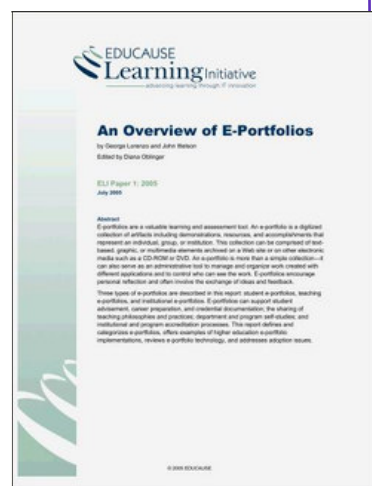 EDUCAUSE
Learning Initiative
advancing learning through IT innovation
An Overview of E-Portfolios
by George Lorenzo and John Ittelson
Edited by Diana Oblinger
ELI Paper 1: 2005
July 2005
Abstract
E-portfolios are a valuable learning and assessment tool. An e-portfolio is a digitized
collection of artifacts including demonstrations, resources, and accomplishments that
represent an individual, group, or institution. This collection can be comprised of text-
based, graphic, or multimedia elements archived on a Web site or on other electronic
media such as a CD-ROM or DVD. An e-portfolio is more than a simple collection—it
can also serve as an administrative tool to manage and organize work created with
different applications and to control who can see the work. E-portfolios encourage
personal reflection and often involve the exchange of ideas and feedback.
Three types of e-portfolios are described in this report: student e-portfolios, teaching
e-portfolios, and institutional e-portfolios. E-portfolios can support student
advisement, career preparation, and credential documentation; the sharing of
teaching philosophies and practices; department and program self-studies; and
institutional and program accreditation processes. This report defines and
categorizes e-portfolios, offers examples of higher education e-portfolio
implementations, reviews e-portfolio technology, and addresses adoption issues.
© 2005 EDUCAUSE